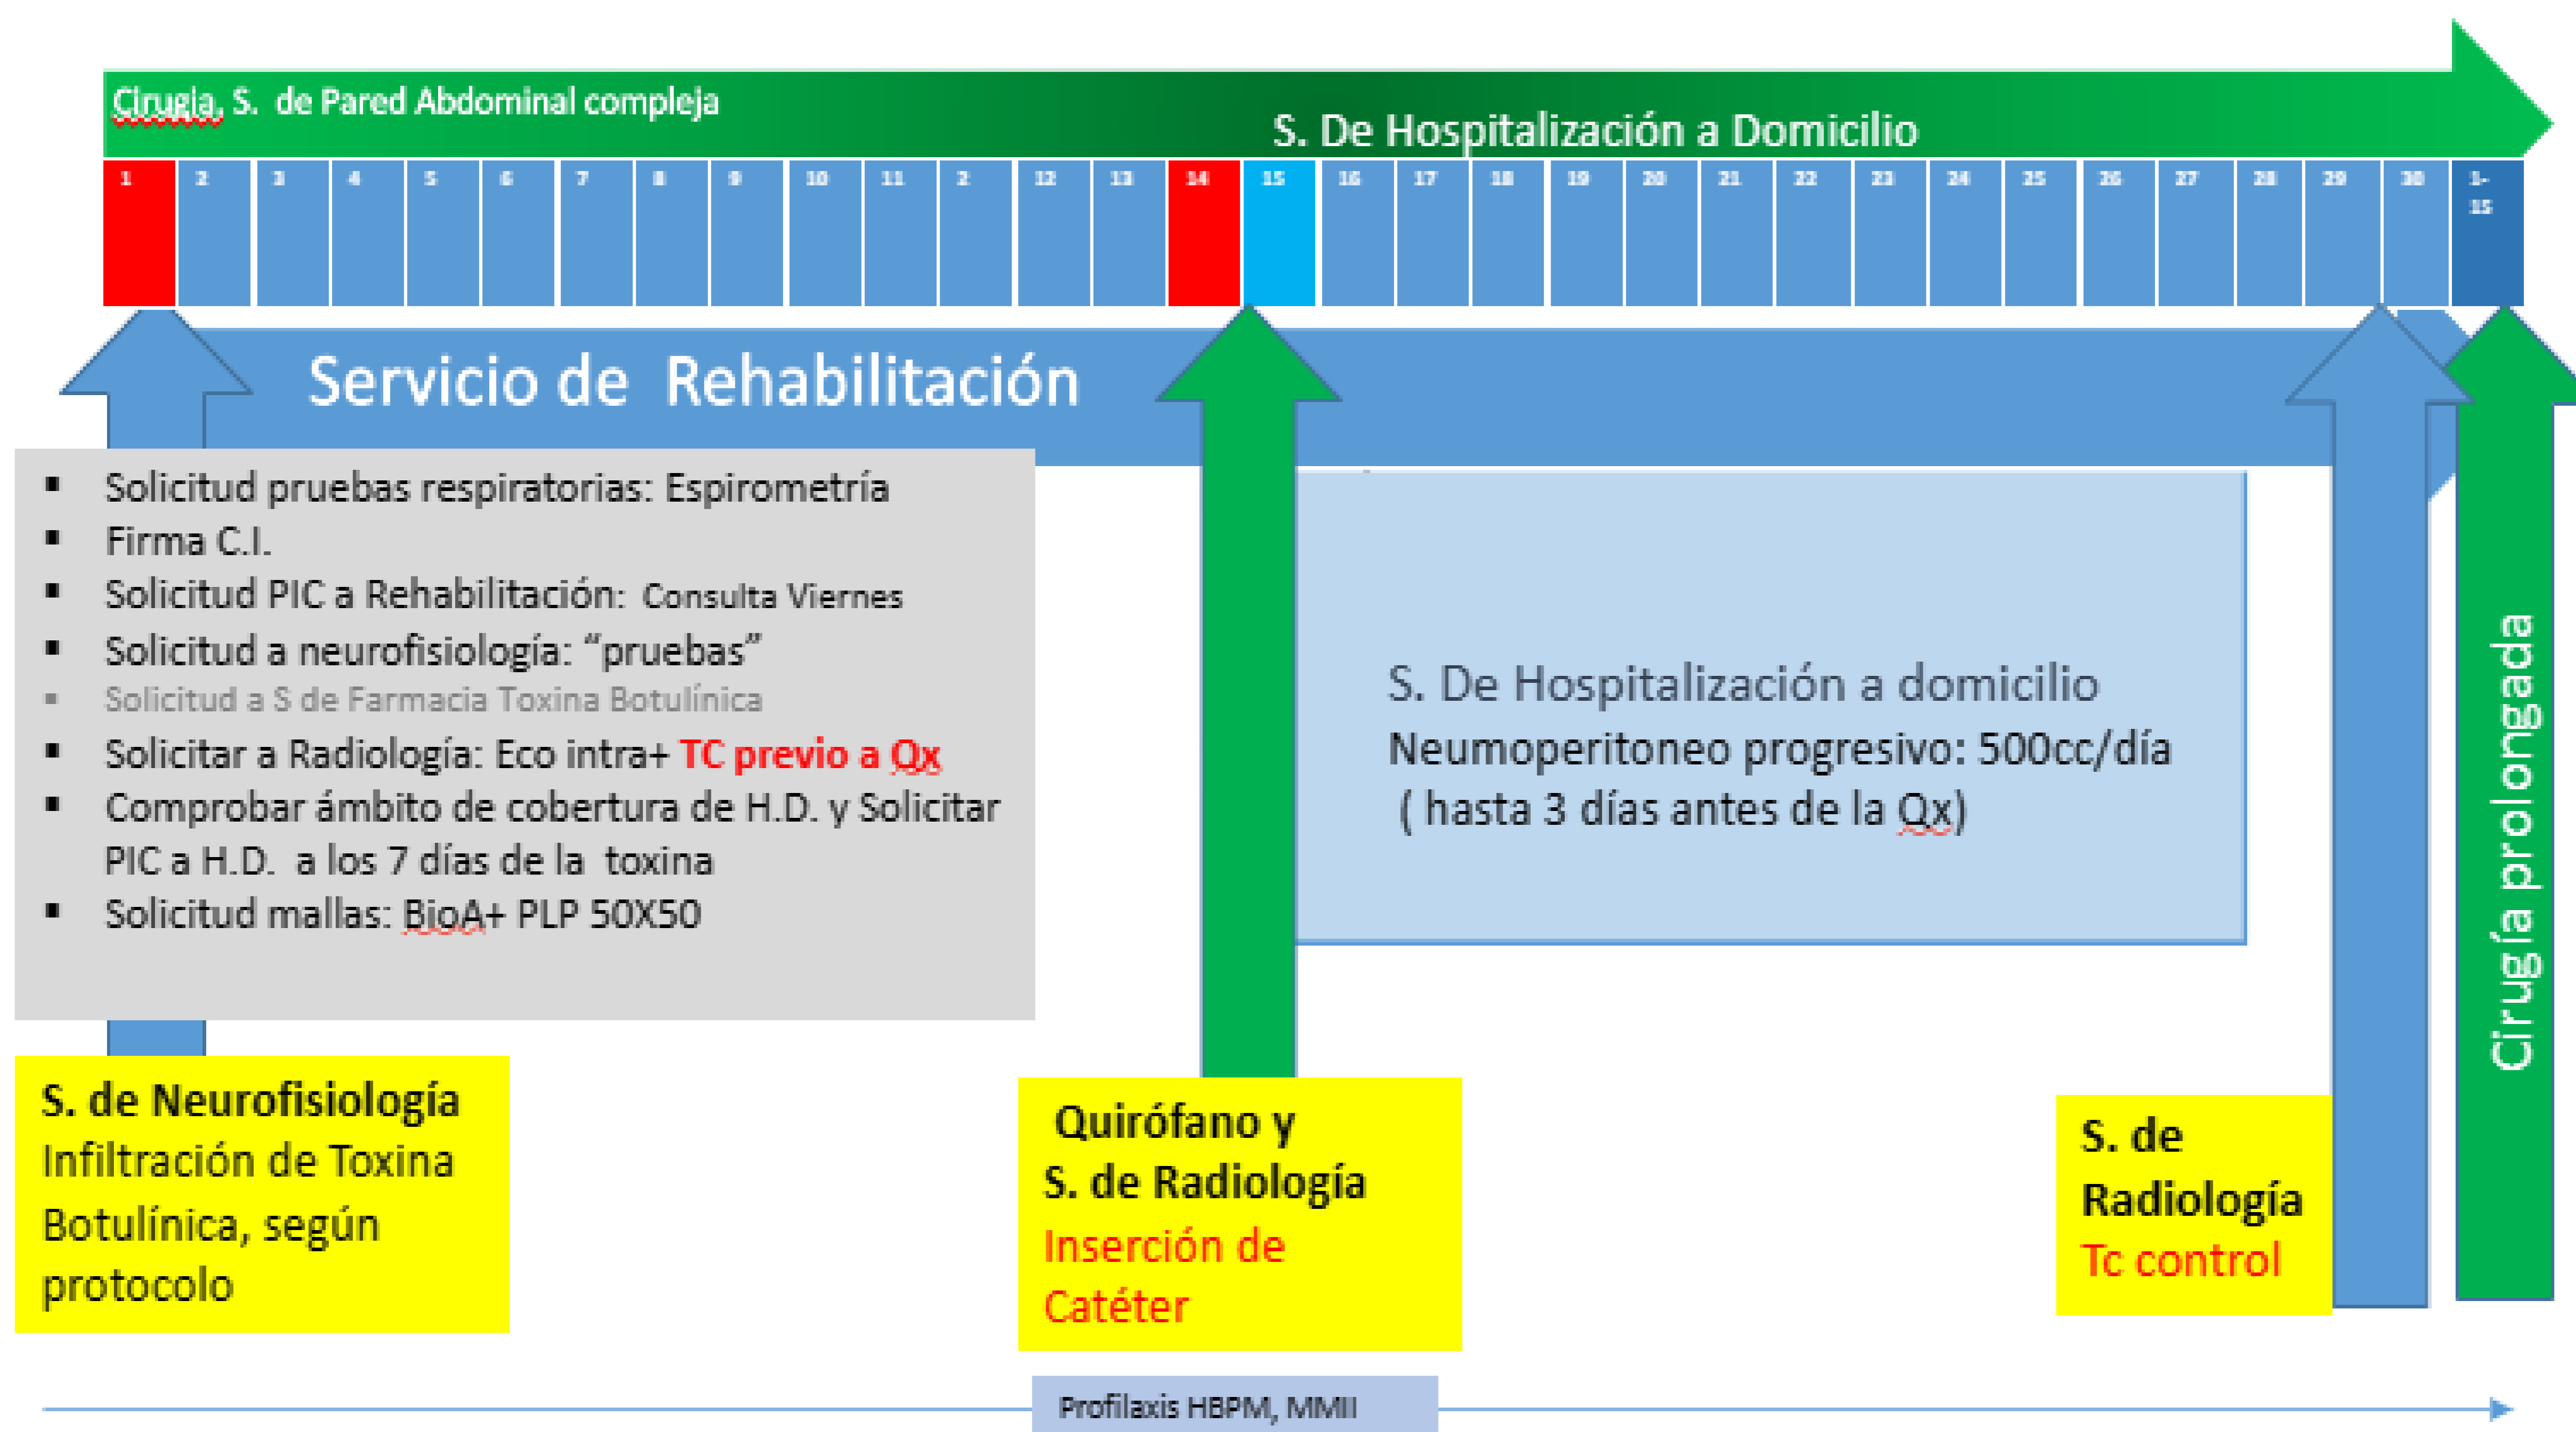 Cirugia, S. de Pared Abdominal compleja
S. De Hospitalización a Domicilio
1 2 3 4 5 6 7 8 9 10 11 2 12 13 14 15 16 17 18 19 20 21 22 23 24 25 26 27 28 29 30 1-
15
Servicio de Rehabilitación
▪ Solicitud pruebas respiratorias: Espirometría
▪ Firma C.I.
▪ Solicitud PIC a Rehabilitación: Consulta Viernes
▪ Solicitud a neurofisiología: “pruebas”
▪ Solicitud a S de Farmacia Toxina Botulínica
▪ Solicitar a Radiología: Eco intra+ TC previo a Qx
▪ Comprobar ámbito de cobertura de H.D. y Solicitar
PIC a H.D. a los 7 días de la toxina
▪ Solicitud mallas: BioA+ PLP 50X50
S. De Hospitalización a domicilio
Neumoperitoneo progresivo: 500cc/día
( hasta 3 días antes de la Qx)
Cirugía prolongada
S. de Neurofisiología
Infiltración de Toxina
Botulínica, según
protocolo
Quirófano y
S. de Radiología
Inserción de
Catéter
S. de
Radiología
Tc control
Profilaxis HBPM, MMII